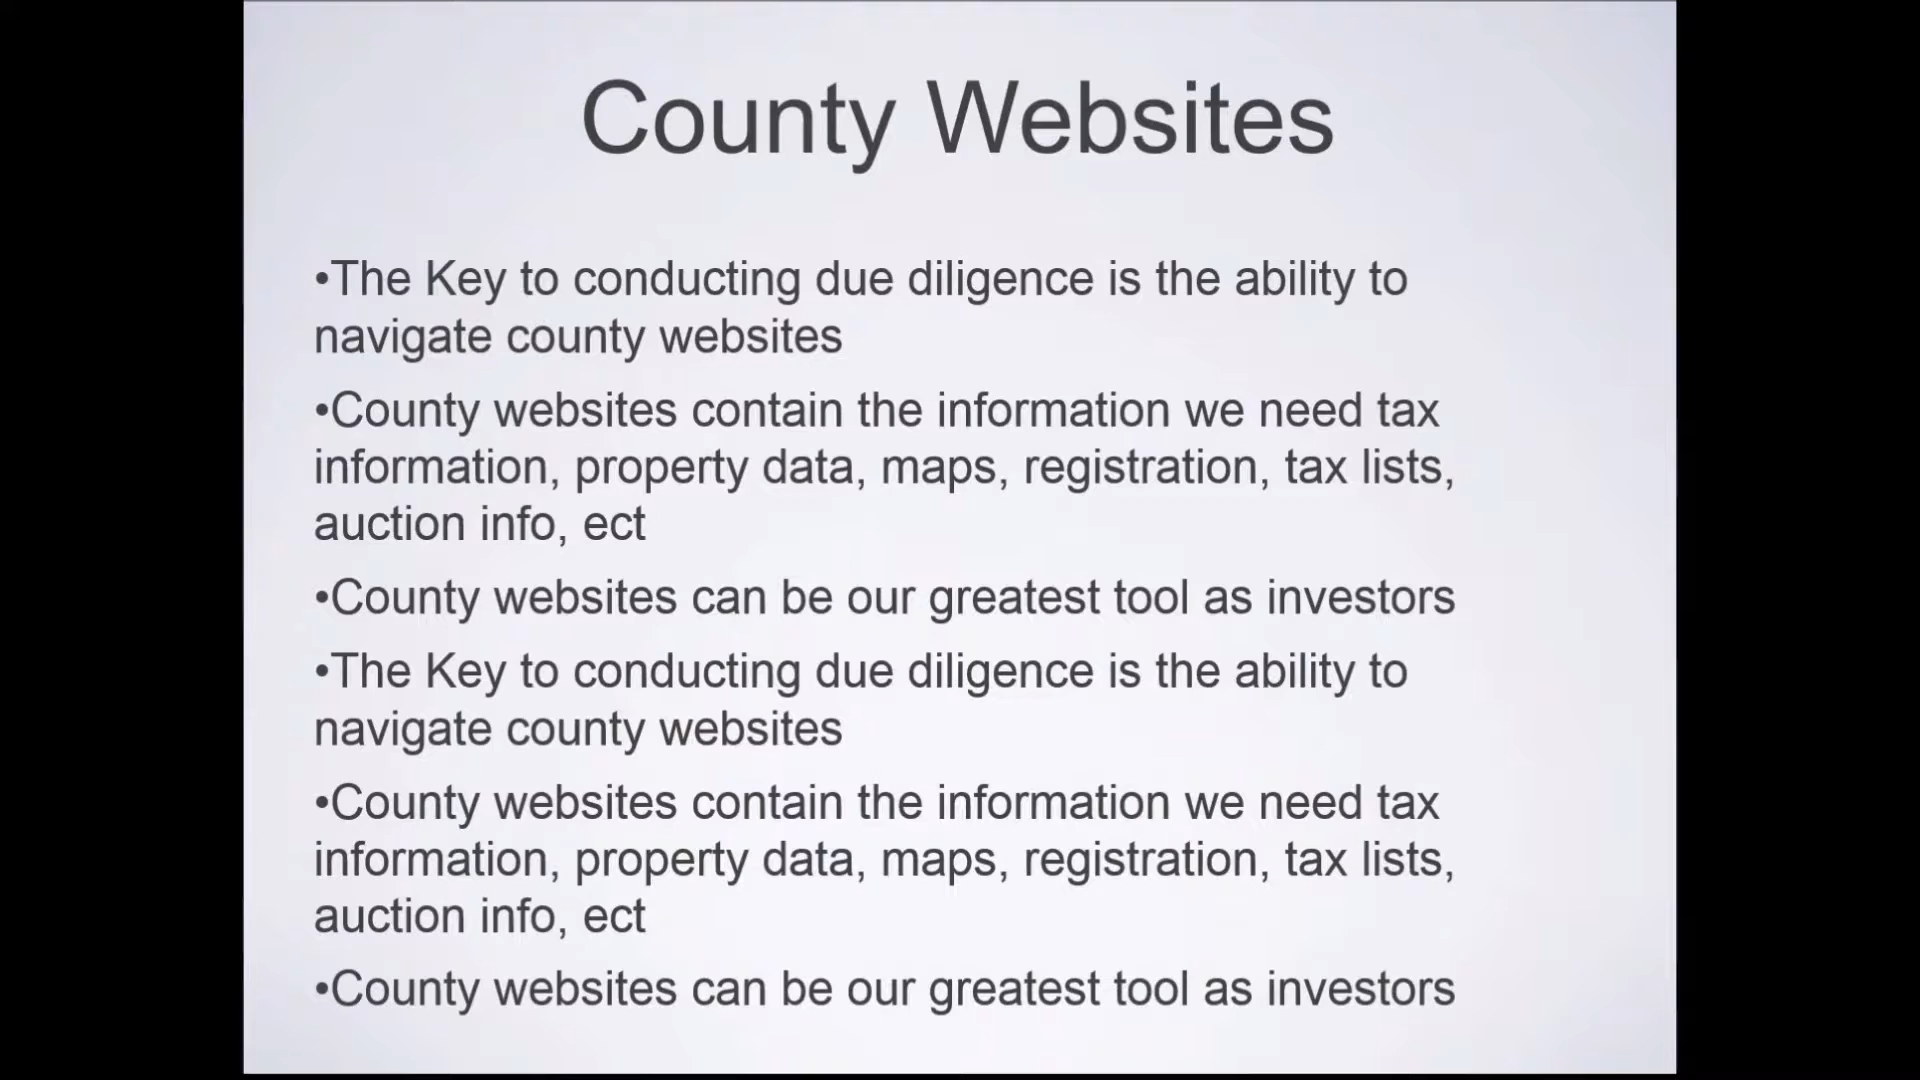 County Websites
•The Key to conducting due diligence is the ability to
navigate county websites
•County websites contain the information we need tax
information, property data, maps, registration, tax lists,
auction info, ect
•County websites can be our greatest tool as investors
•The Key to conducting due diligence is the ability to
navigate county websites
•County websites contain the information we need tax
information, property data, maps, registration, tax lists,
auction info, ect
•County websites can be our greatest tool as investors